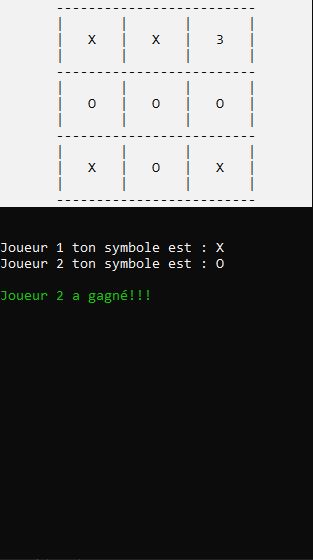 X X 3
O O O
X O X
Joueur 1 ton symbole est : X
Joueur 2 ton symbole est : O
Joueur 2 a gagné!!!